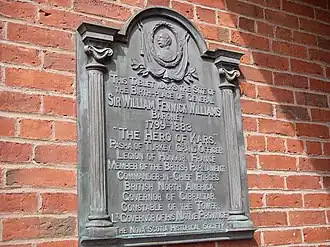 THIS TABLET MARKS THE SITE OF
THE BIRTHPLACE OF GENERAL
SIR WILLIAM FENWICK WILLIAMS
BARONET
1799-1883
"THE HERO OF KARS"
PASHA OF TURKEY, G.C.B. OF GEORGE
LEGION OF HONOUR, FRANCE
MEMBER OF THE BRITISH PARLIAMENT
COMMANDER-IN-CHIEF FORCES
BRITISH NORTH AMERICA,
GOVERNOR OF GIBRALTAR,
CONSTABLE OF THE TOWER
LT-GOVERNOR OF HIS NATIVE PROVINCE
THE NOVA SCOTIA HISTORICAL SOCIETY